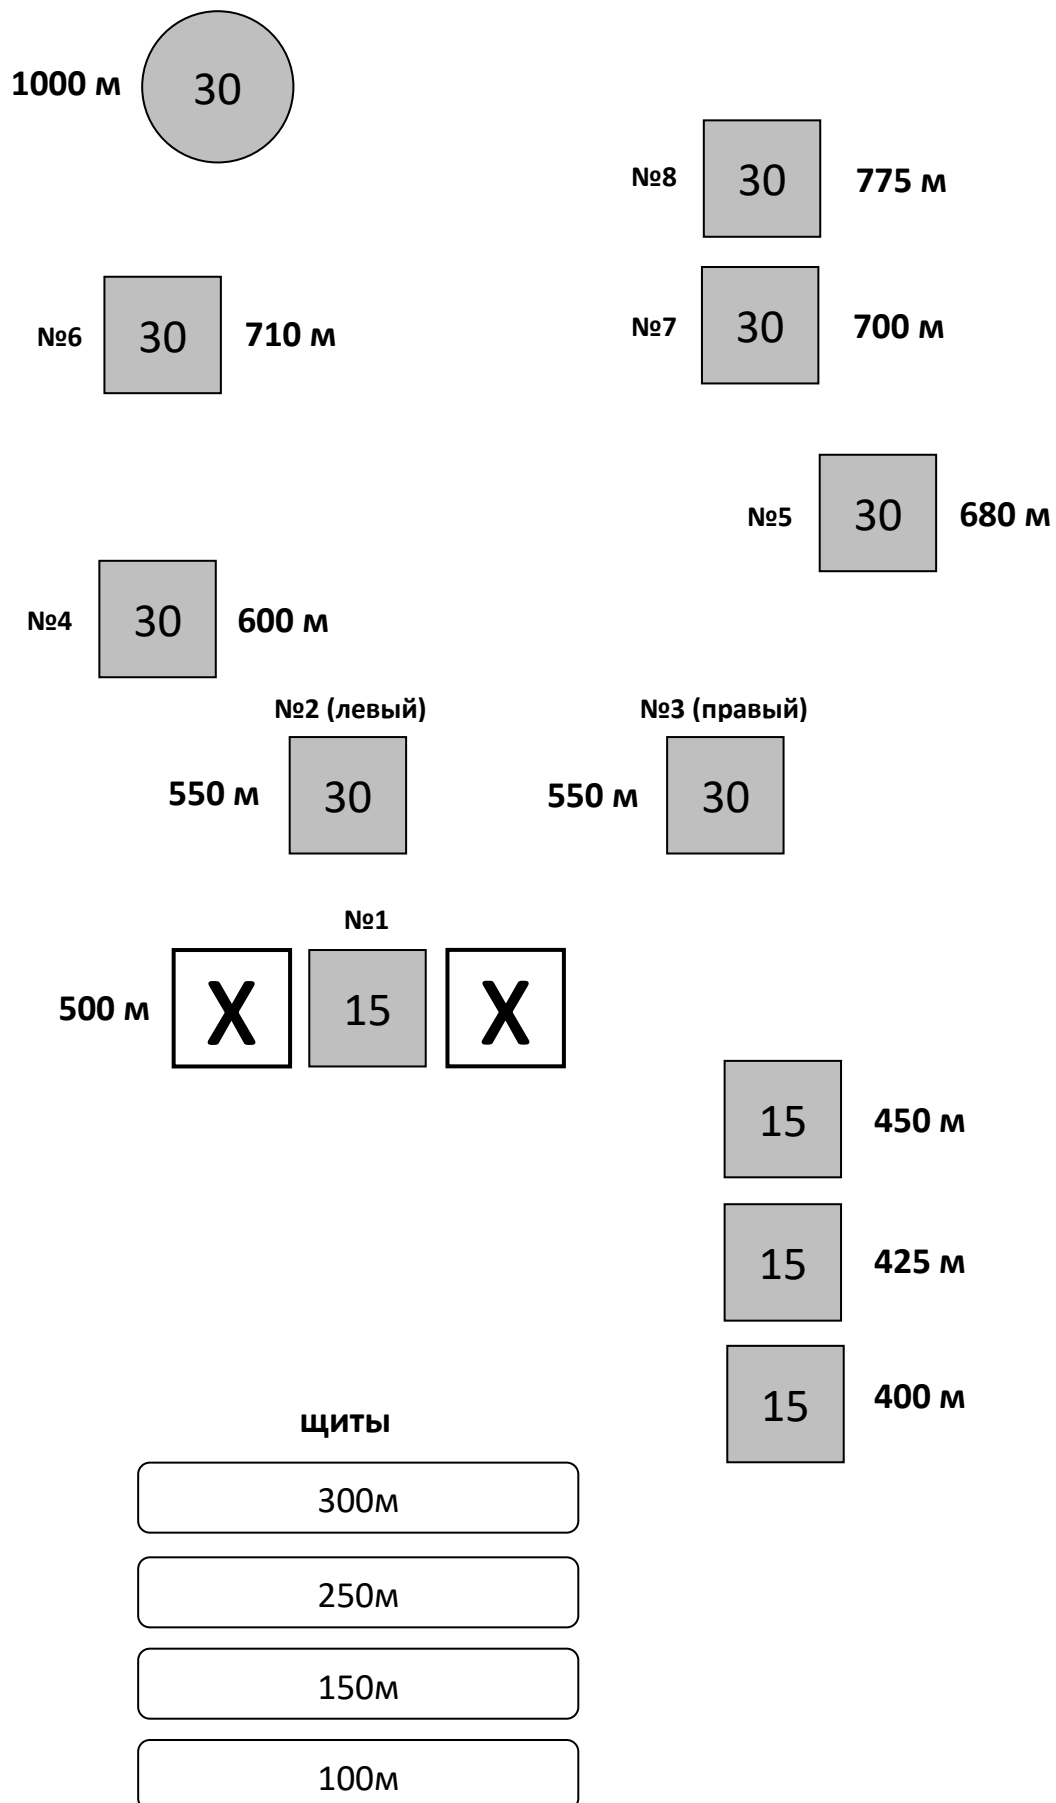 1000 м
30
№8
30
775 м
№6
30
710 м
№7
30
700 м
№5
30
680 м
№4
30
600 м
№2 (левый)
№3 (правый)
550 м
30
550 м
30
№1
500 м
X
15
X
15
450 м
15
425 м
15
400 м
щиты
300м
250м
150м
100м